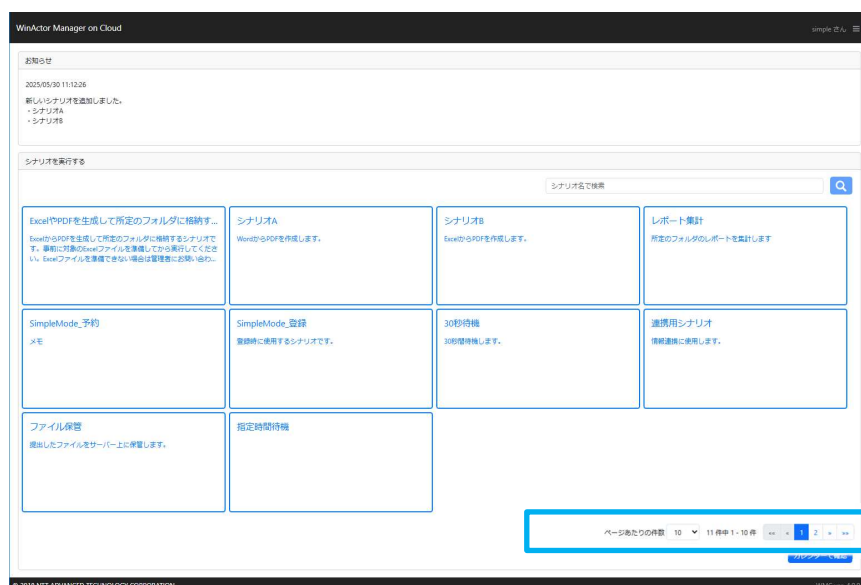 WinActor Manager on Cloud
simple さん
お知らせ
2025/05/30 11:12:26
新しいシナリオを追加しました。
・シナリオA
・シナリオB
シナリオを実行する
シナリオ名で検索
ExcelやPDFを生成して所定のフォルダに格納す...
ExcelからPDFを生成して所定のフォルダに格納するシナリオで
す。事前に対象のExcelファイルを準備してから実行してくださ
い。Excelファイルを準備できない場合は管理者にお問い合わ...
シナリオA
WordからPDFを作成します。
シナリオB
ExcelからPDFを作成します。
レポート集計
所定のフォルダのレポートを集計します
SimpleMode_予約
メモ
SimpleMode_登録
登録時に使用するシナリオです。
30秒待機
30秒間待機します。
連携用シナリオ
情報連携に使用します。
ファイル保管
提出したファイルをサーバー上に保管します。
指定時間待機
ページあたりの件数 10 11 件中 1 - 10 件 «« « 1 2 » »»
カレンダーで確認
NTT ADVANCED TECHNOLOGY CORPORATION